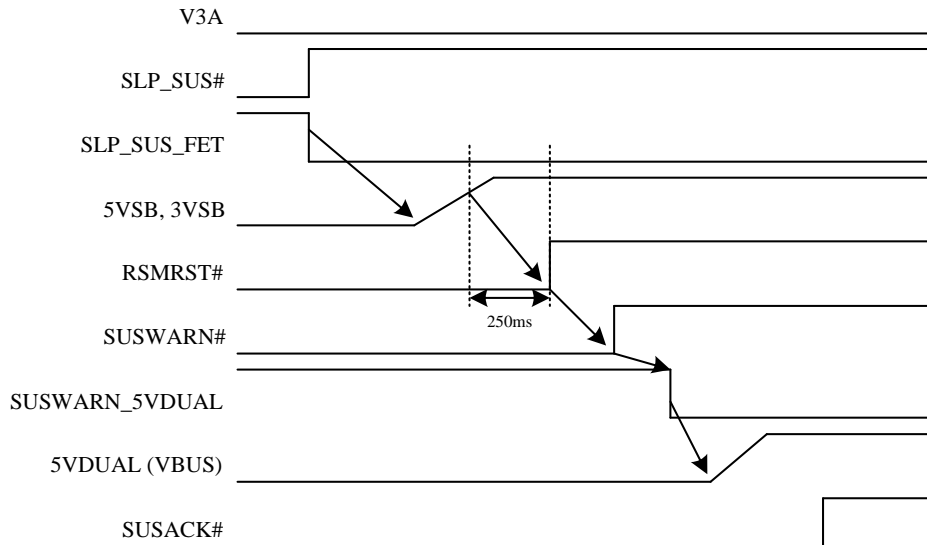 V3A
SLP_SUS#
SLP_SUS_FET
5VSB, 3VSB
RSMRST#
250ms
SUSWARN#
SUSWARN_5VDUAL
5VDUAL (VBUS)
SUSACK#